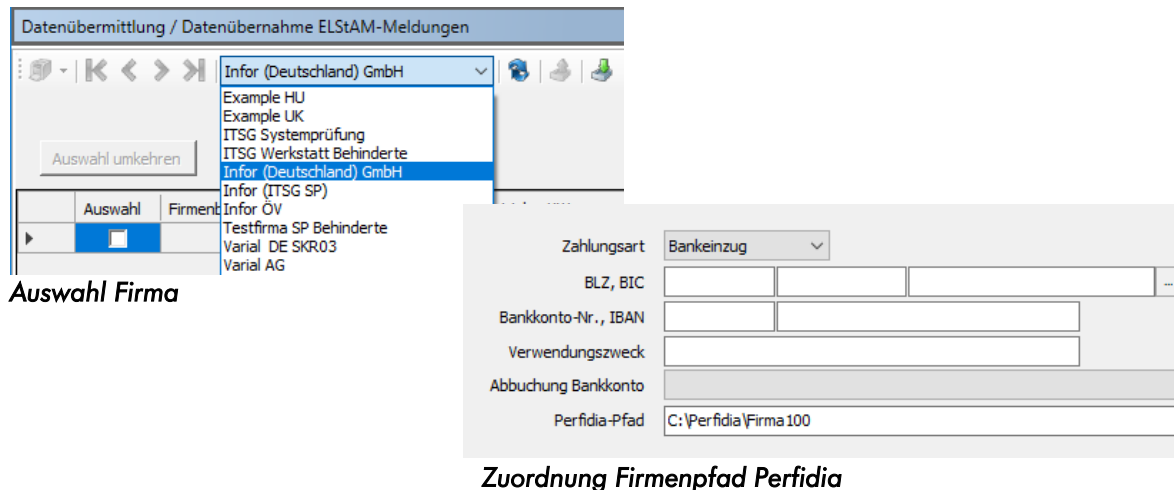 Datenübermittlung / Datenübernahme ELStAM-Meldungen
Infor (Deutschland) GmbH
Example HU
Example UK
ITSG Systemprüfung
ITSG Werkstatt Behinderte
Auswahl umkehren
Infor (Deutschland) GmbH
Infor (ITSG SP)
Auswahl
Infor ÖV
Testfirma SP Behinderte
Varial DE SKR03
Varial AG
Auswahl Firma
Zahlungsart Bankeinzug
BLZ, BIC
...
Bankkonto-Nr., IBAN
Verwendungszweck
Abbuchung Bankkonto
Perfidia-Pfad C:\Perfidia\Firma100
Zuordnung Firmenpfad Perfidia